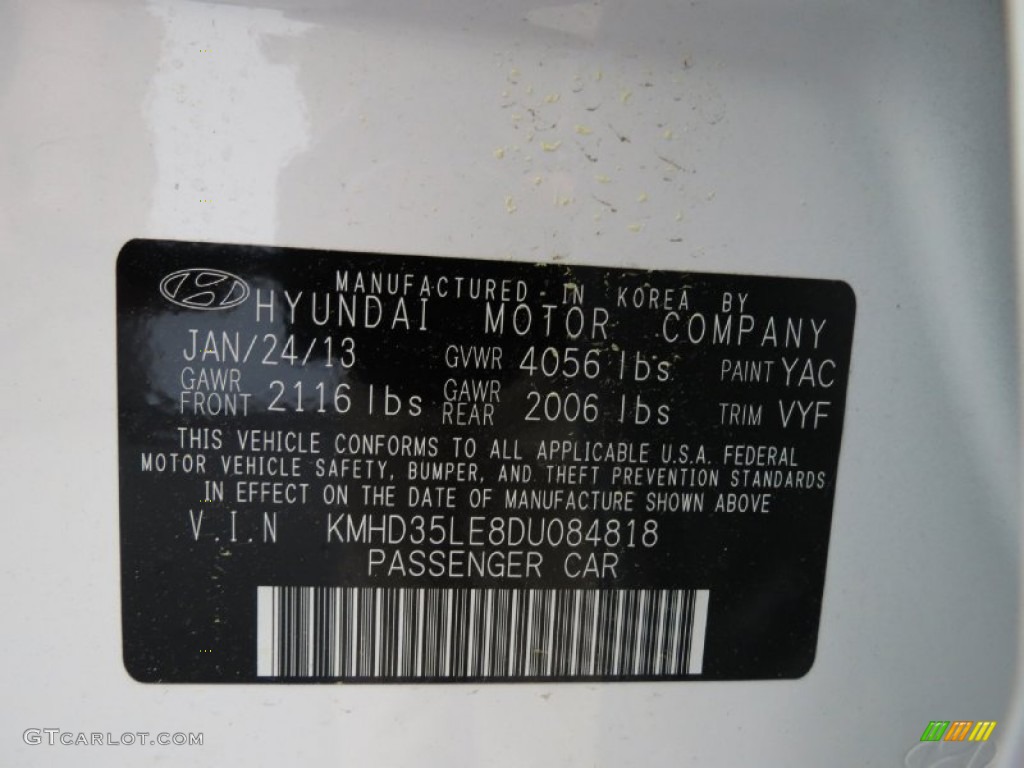 MANUFACTURED IN KOREA BY
HYUNDAI MOTOR COMPANY
JAN/24/13 GVWR 4056 lbs PAINT YAC
GAWR FRONT 2116 lbs GAWR REAR 2006 lbs TRIM VYF
THIS VEHICLE CONFORMS TO ALL APPLICABLE U.S.A. FEDERAL
MOTOR VEHICLE SAFETY, BUMPER, AND THEFT PREVENTION STANDARDS
IN EFFECT ON THE DATE OF MANUFACTURE SHOWN ABOVE
V.I.N KMHD35LE8DU084818
PASSENGER CAR
GTCARLOT.COM